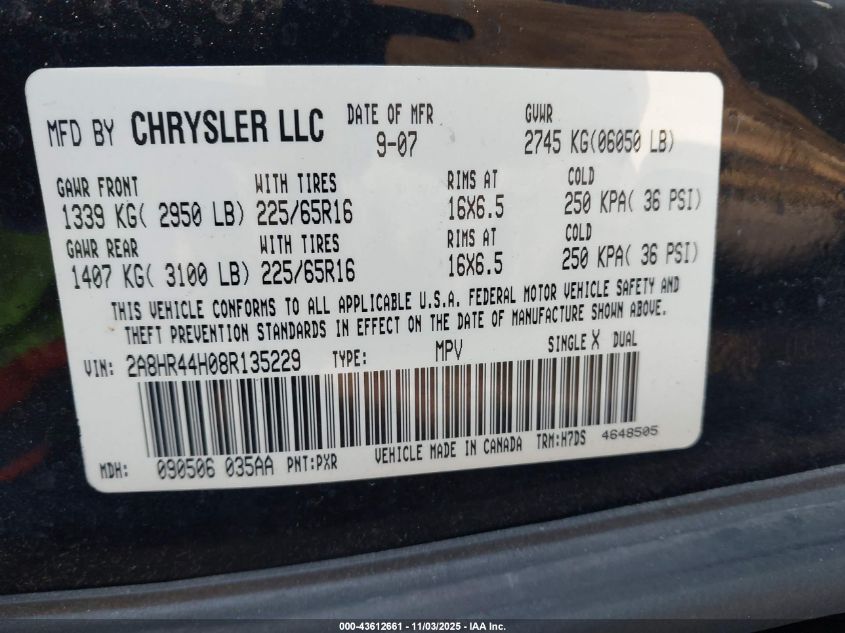 MFD BY CHRYSLER LLC DATE OF MFR 9-07 GVWR 2745 KG(06050 LB)
GAWR FRONT WITH TIRES RIMS AT COLD
1339 KG( 2950 LB) 225/65R16 16X6.5 250 KPA( 36 PSI)
GAWR REAR WITH TIRES RIMS AT COLD
1407 KG( 3100 LB) 225/65R16 16X6.5 250 KPA( 36 PSI)
THIS VEHICLE CONFORMS TO ALL APPLICABLE U.S.A. FEDERAL MOTOR VEHICLE SAFETY AND
THEFT PREVENTION STANDARDS IN EFFECT ON THE DATE OF MANUFACTURE SHOWN ABOVE.
VIN: 2A8HR44H08R135229 TYPE: MPV SINGLE X DUAL
MDH: 090506 035AA PNT:PXR VEHICLE MADE IN CANADA TRM:H7DS 4648505
000-43612661 - 11/03/2025 - IAA Inc.